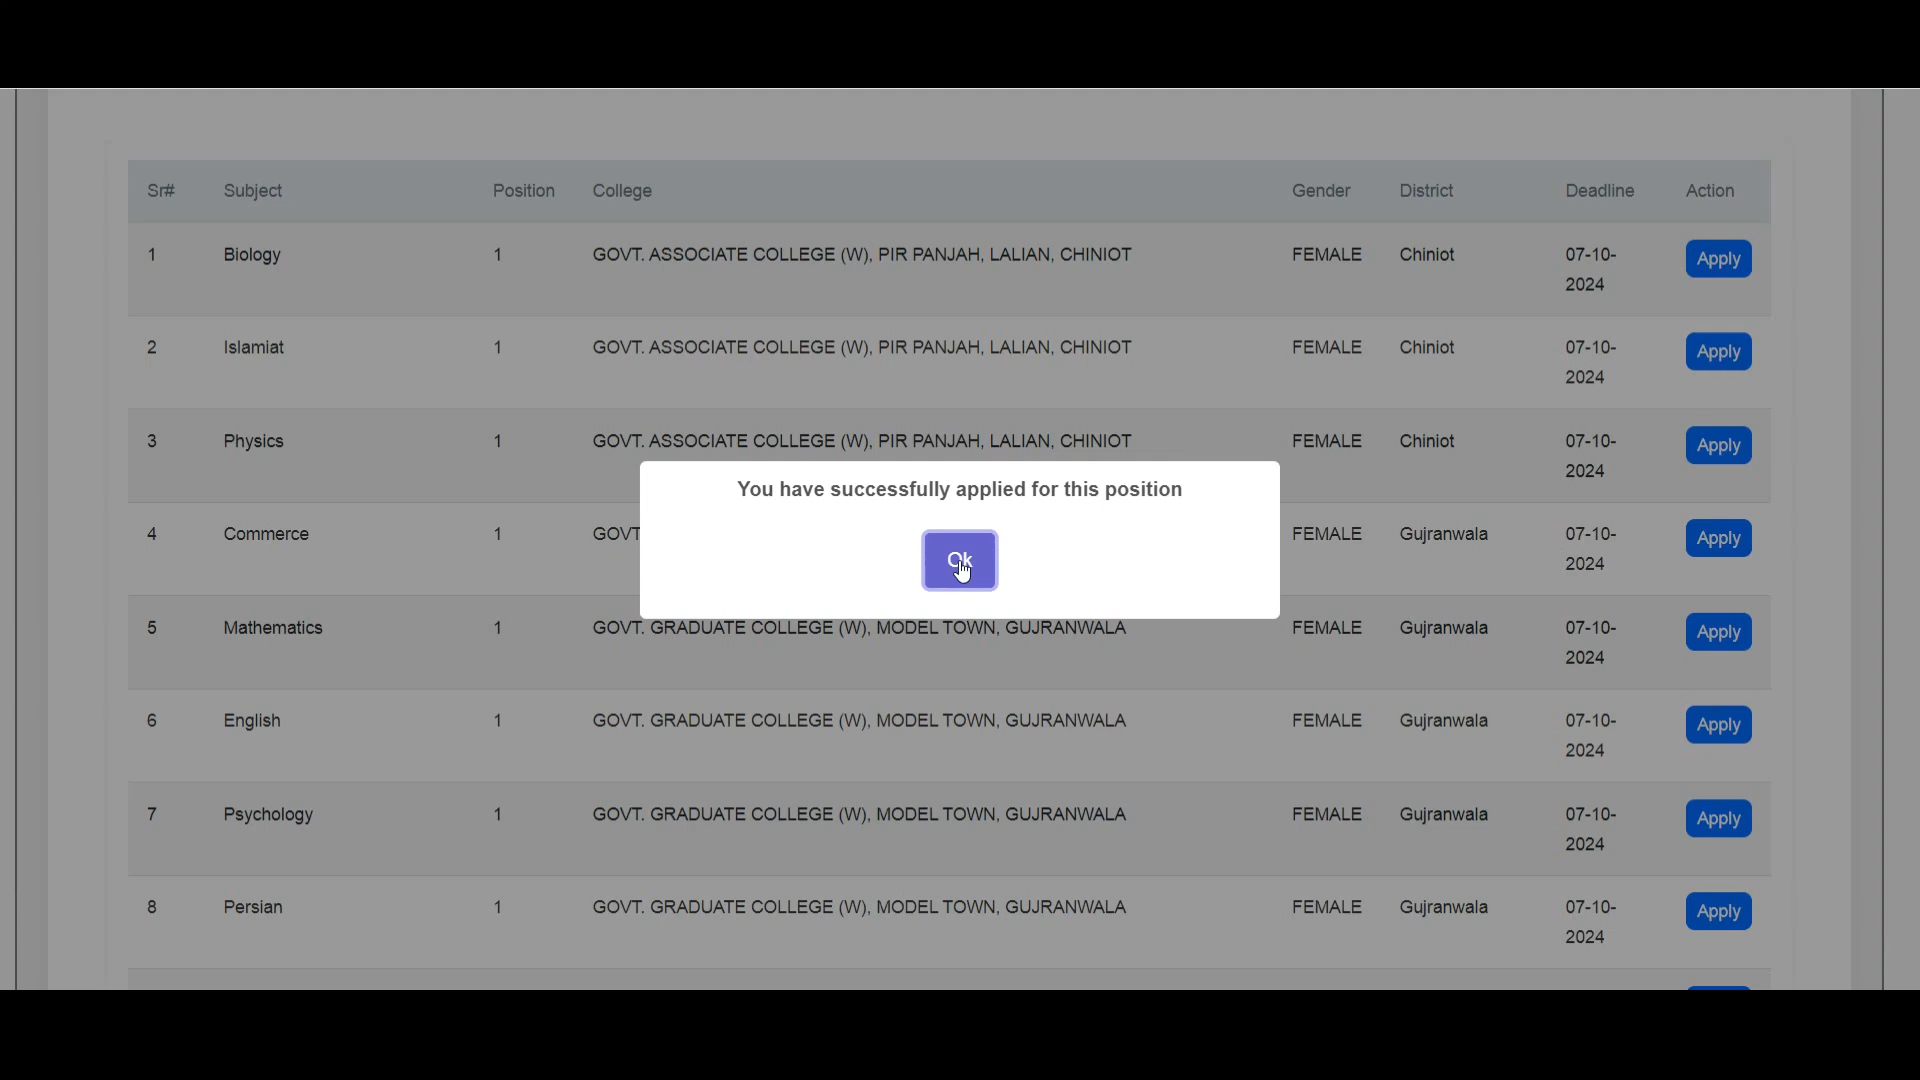 Sr# Subject Position College Gender District Deadline Action
1 Biology 1 GOVT. ASSOCIATE COLLEGE (W), PIR PANJAH, LALIAN, CHINIOT FEMALE Chiniot 07-10- Apply
2024
2 Islamiat 1 GOVT. ASSOCIATE COLLEGE (W), PIR PANJAH, LALIAN, CHINIOT FEMALE Chiniot 07-10- Apply
2024
3 Physics 1 GOVT. ASSOCIATE COLLEGE (W), PIR PANJAH, LALIAN, CHINIOT FEMALE Chiniot 07-10- Apply
2024
You have successfully applied for this position
4 Commerce 1 GOVT FEMALE Gujranwala 07-10- Apply
2024
Ok
5 Mathematics 1 GOVT. GRADUATE COLLEGE (W), MODEL TOWN, GUJRANWALA FEMALE Gujranwala 07-10- Apply
2024
6 English 1 GOVT. GRADUATE COLLEGE (W), MODEL TOWN, GUJRANWALA FEMALE Gujranwala 07-10- Apply
2024
7 Psychology 1 GOVT. GRADUATE COLLEGE (W), MODEL TOWN, GUJRANWALA FEMALE Gujranwala 07-10- Apply
2024
8 Persian 1 GOVT. GRADUATE COLLEGE (W), MODEL TOWN, GUJRANWALA FEMALE Gujranwala 07-10- Apply
2024